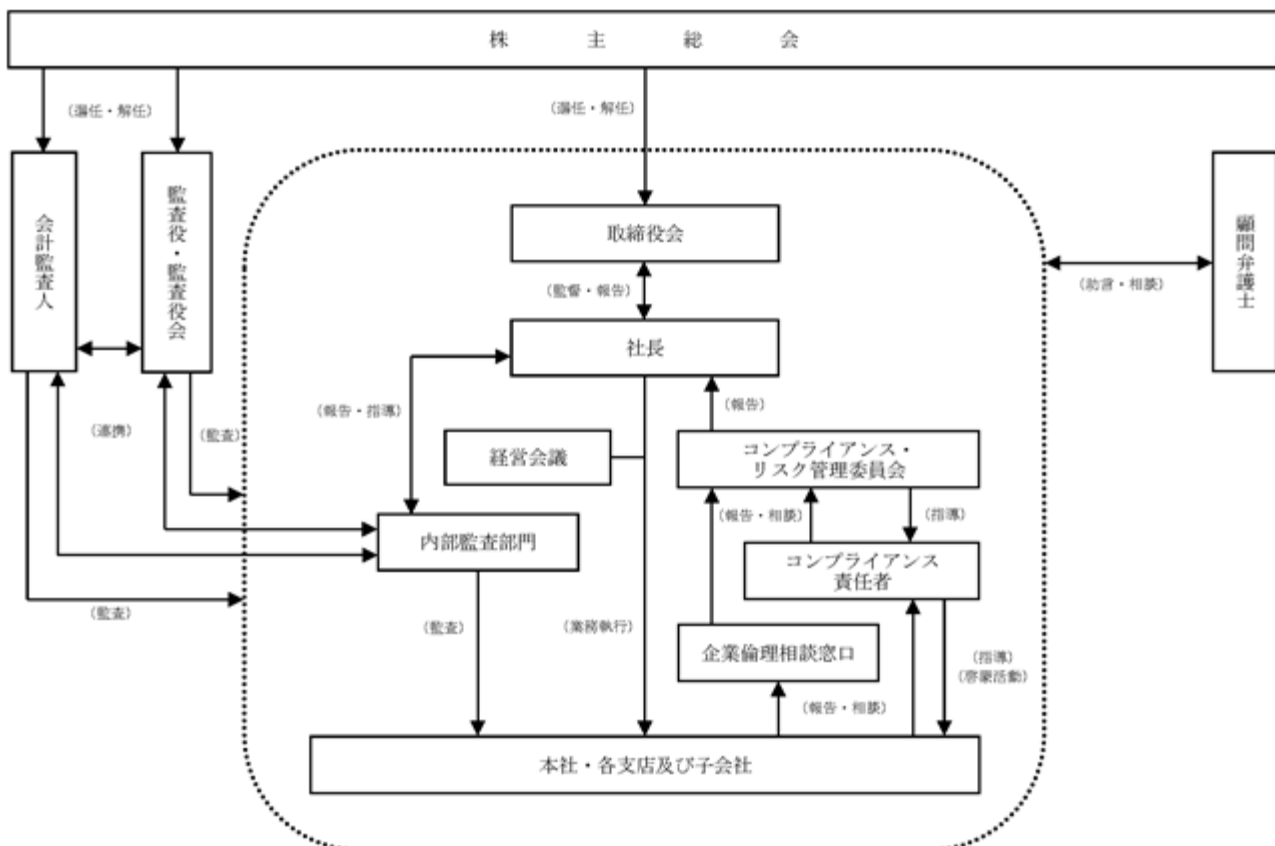 株主総会
（選任・解任）
（選任・解任）
会計監査人
監査役・監査役会
取締役会
顧問弁護士
（助言・相談）
（監督・報告）
社長
（報告・指導）
（報告）
（連携）
（監査）
経営会議
コンプライアンス・
リスク管理委員会
（報告・相談）
（指導）
内部監査部門
コンプライアンス
責任者
（監査）
（監査）
（業務執行）
企業倫理相談窓口
（指導）
（啓蒙活動）
（報告・相談）
本社・各支店及び子会社